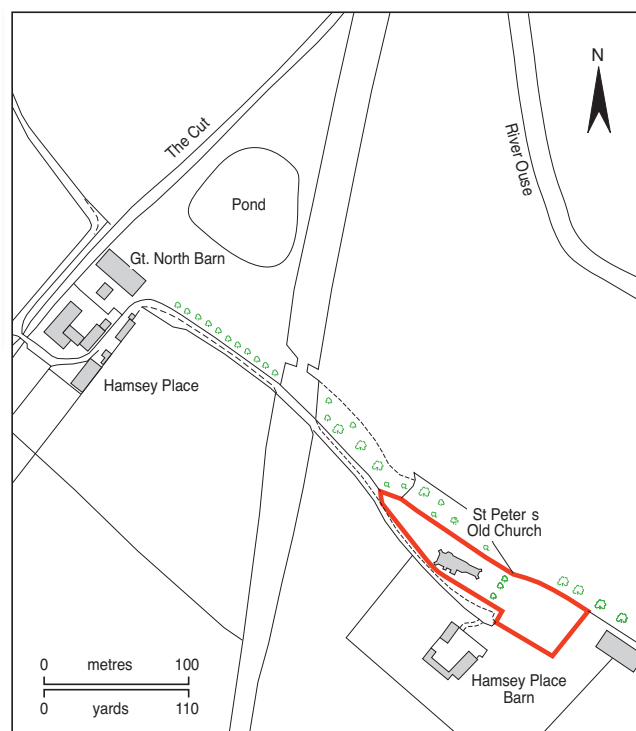 N
The Cut
River Ouse
Pond
Gt. North Barn
Hamsey Place
St Peter s
Old Church
Hamsey Place
Barn
0 metres 100
0 yards 110